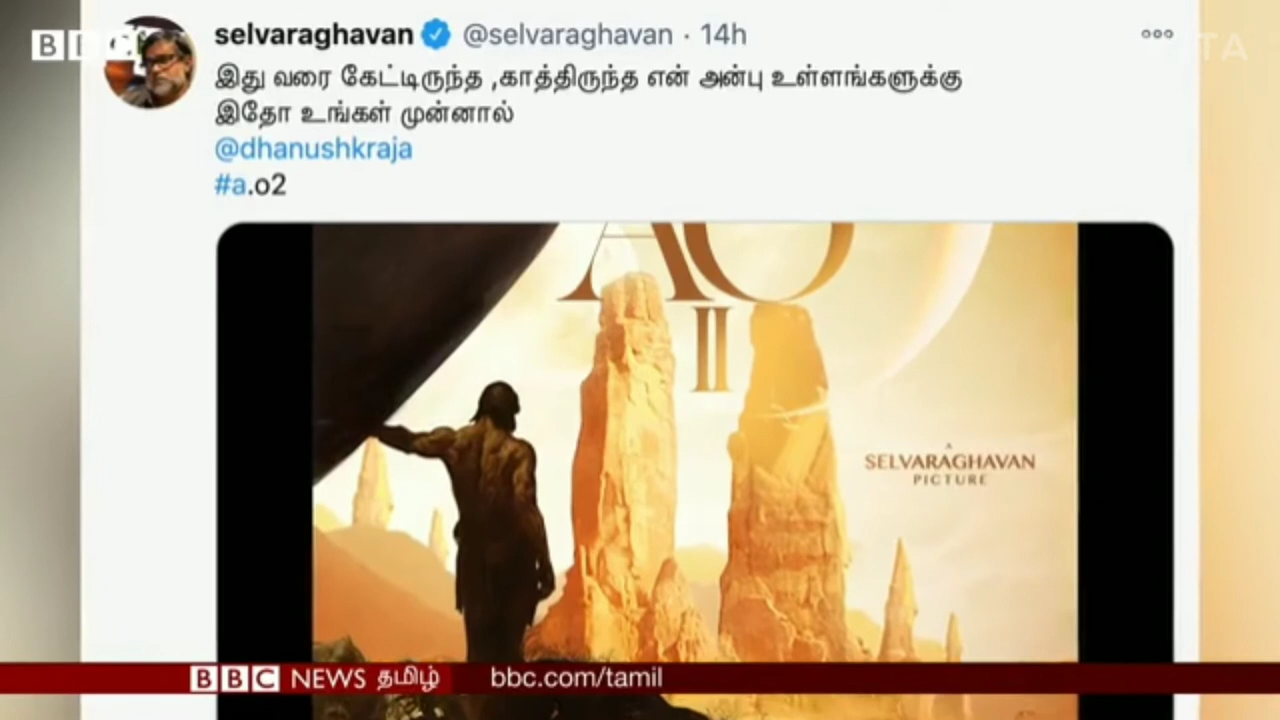 BBC
selvaraghavan @selvaraghavan · 14h
இது வரை கேட்டிருந்த ,காத்திருந்த என் அன்பு உள்ளங்களுக்கு
இதோ உங்கள் முன்னால்
@dhanushkraja
#a.o2
AO
II
A
SELVARAGHAVAN
PICTURE
BBC NEWS தமிழ் bbc.com/tamil